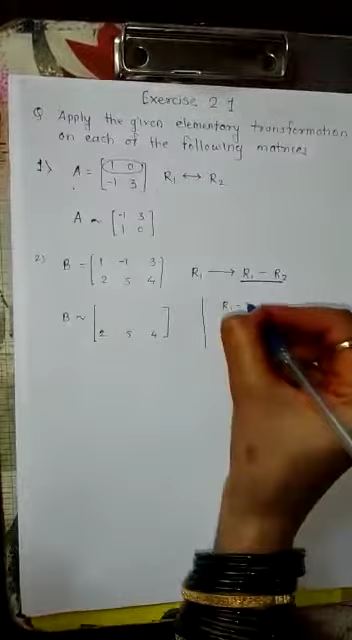 Exercise 2 1
Q Apply the given elementary transformation
on each of the following matrices
1) A = [1 0 R₁ ↔ R₂
-1 3]
A ~ [-1 3
1 0]
2) B = [1 -1 3 R₁ → R₁ - R₂
2 5 4]
B ~ [ R₁ -
2 5 4]